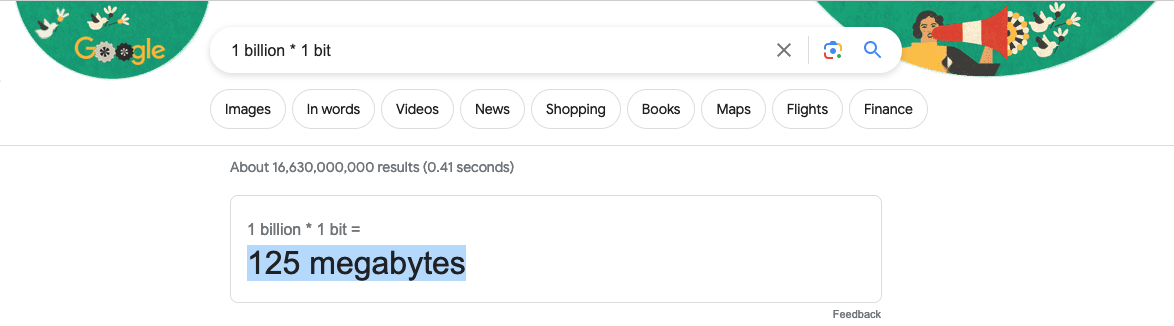 Google
1 billion * 1 bit
Images In words Videos News Shopping Books Maps Flights Finance
About 16,630,000,000 results (0.41 seconds)
1 billion * 1 bit =
125 megabytes
Feedback